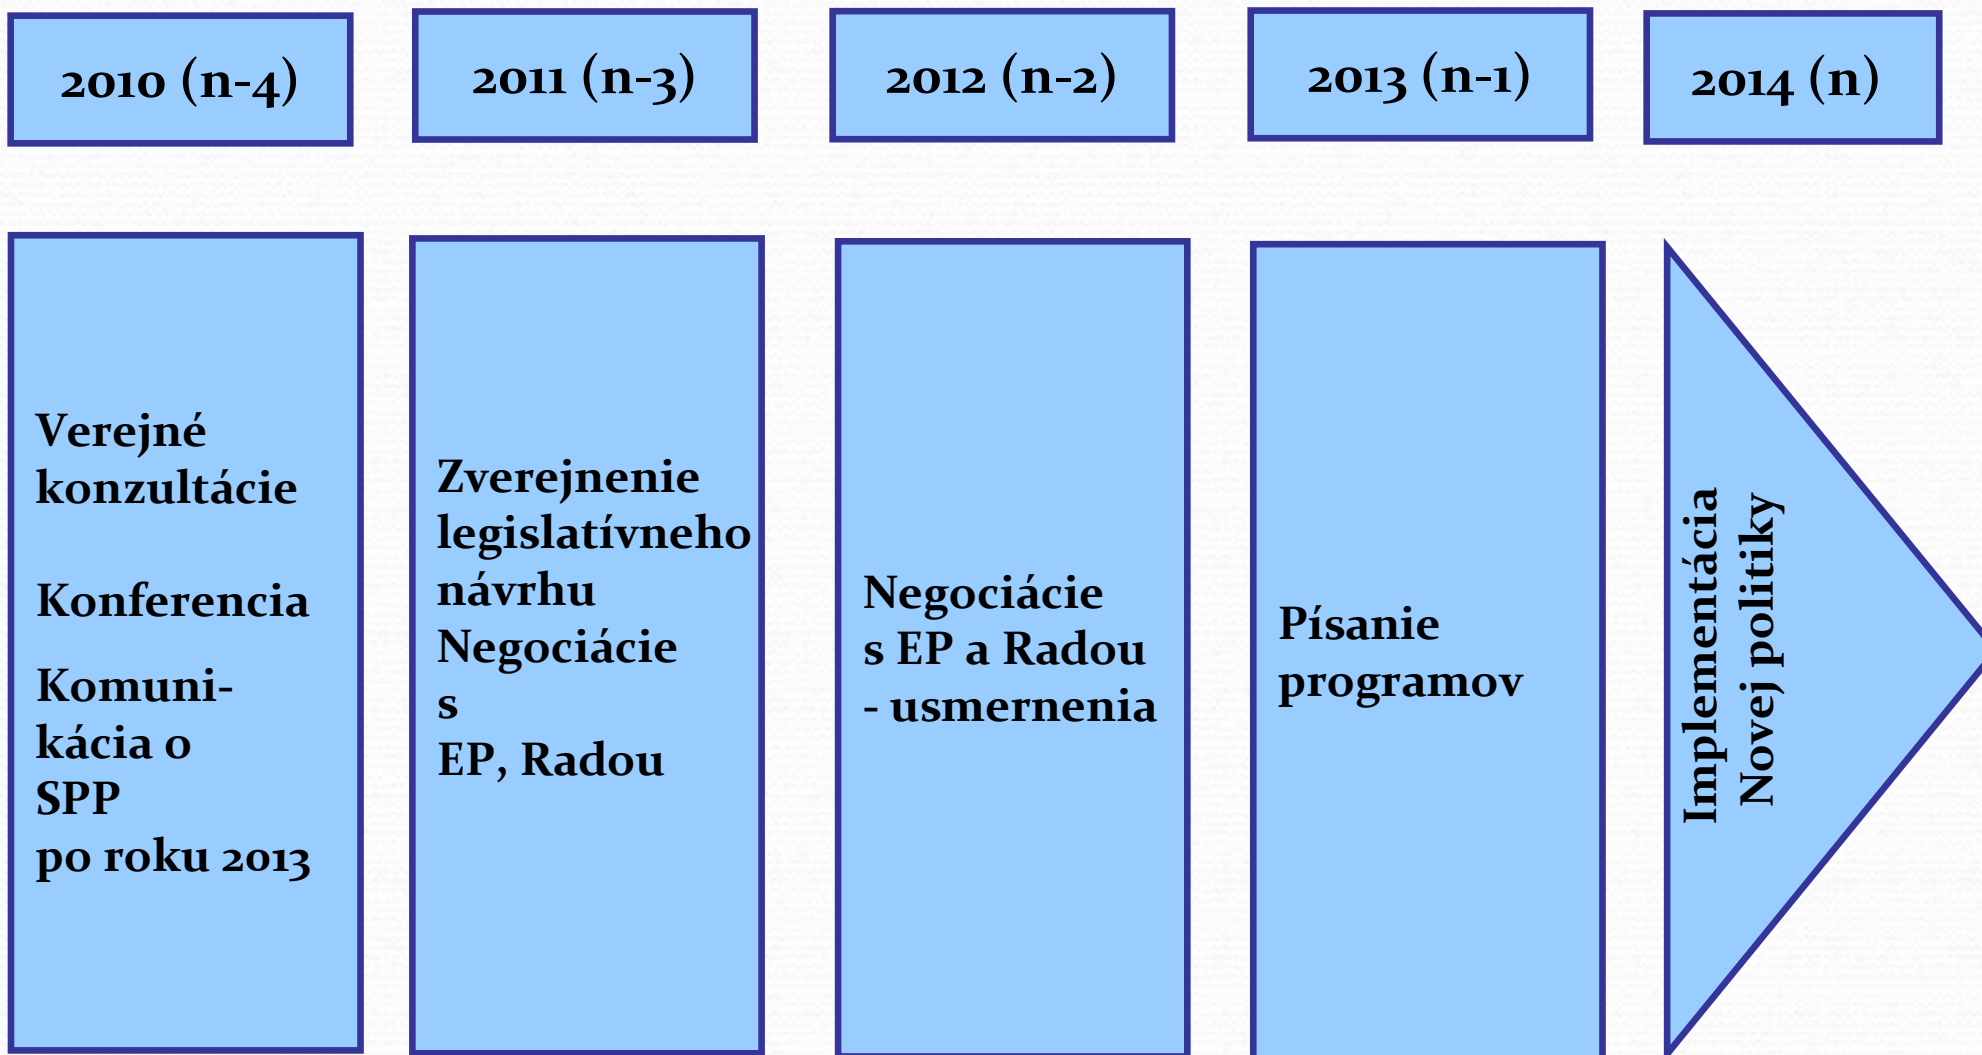 2010 (n-4)
2011 (n-3)
2012 (n-2)
2013 (n-1)
2014 (n)
Verejné
konzultácie
Konferencia
Komuni-
kácia o
SPP
po roku 2013
Zverejnenie
legislatívneho
návrhu
Negociácie
s
EP, Radou
Negociácie
s EP a Radou
- usmernenia
Písanie
programov
Implementácia
Novej politiky